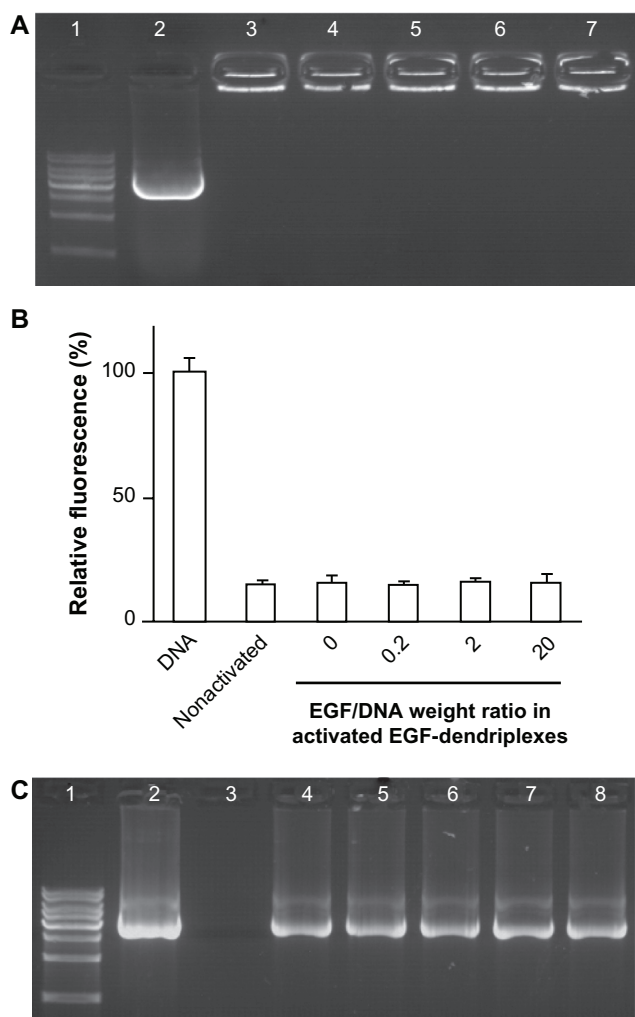 A
1 2 3 4 5 6 7
B
Relative fluorescence (%)
100
50
0
DNA
Nonactivated
0
0.2
2
20
EGF/DNA weight ratio in
activated EGF-dendriplexes
C
1 2 3 4 5 6 7 8